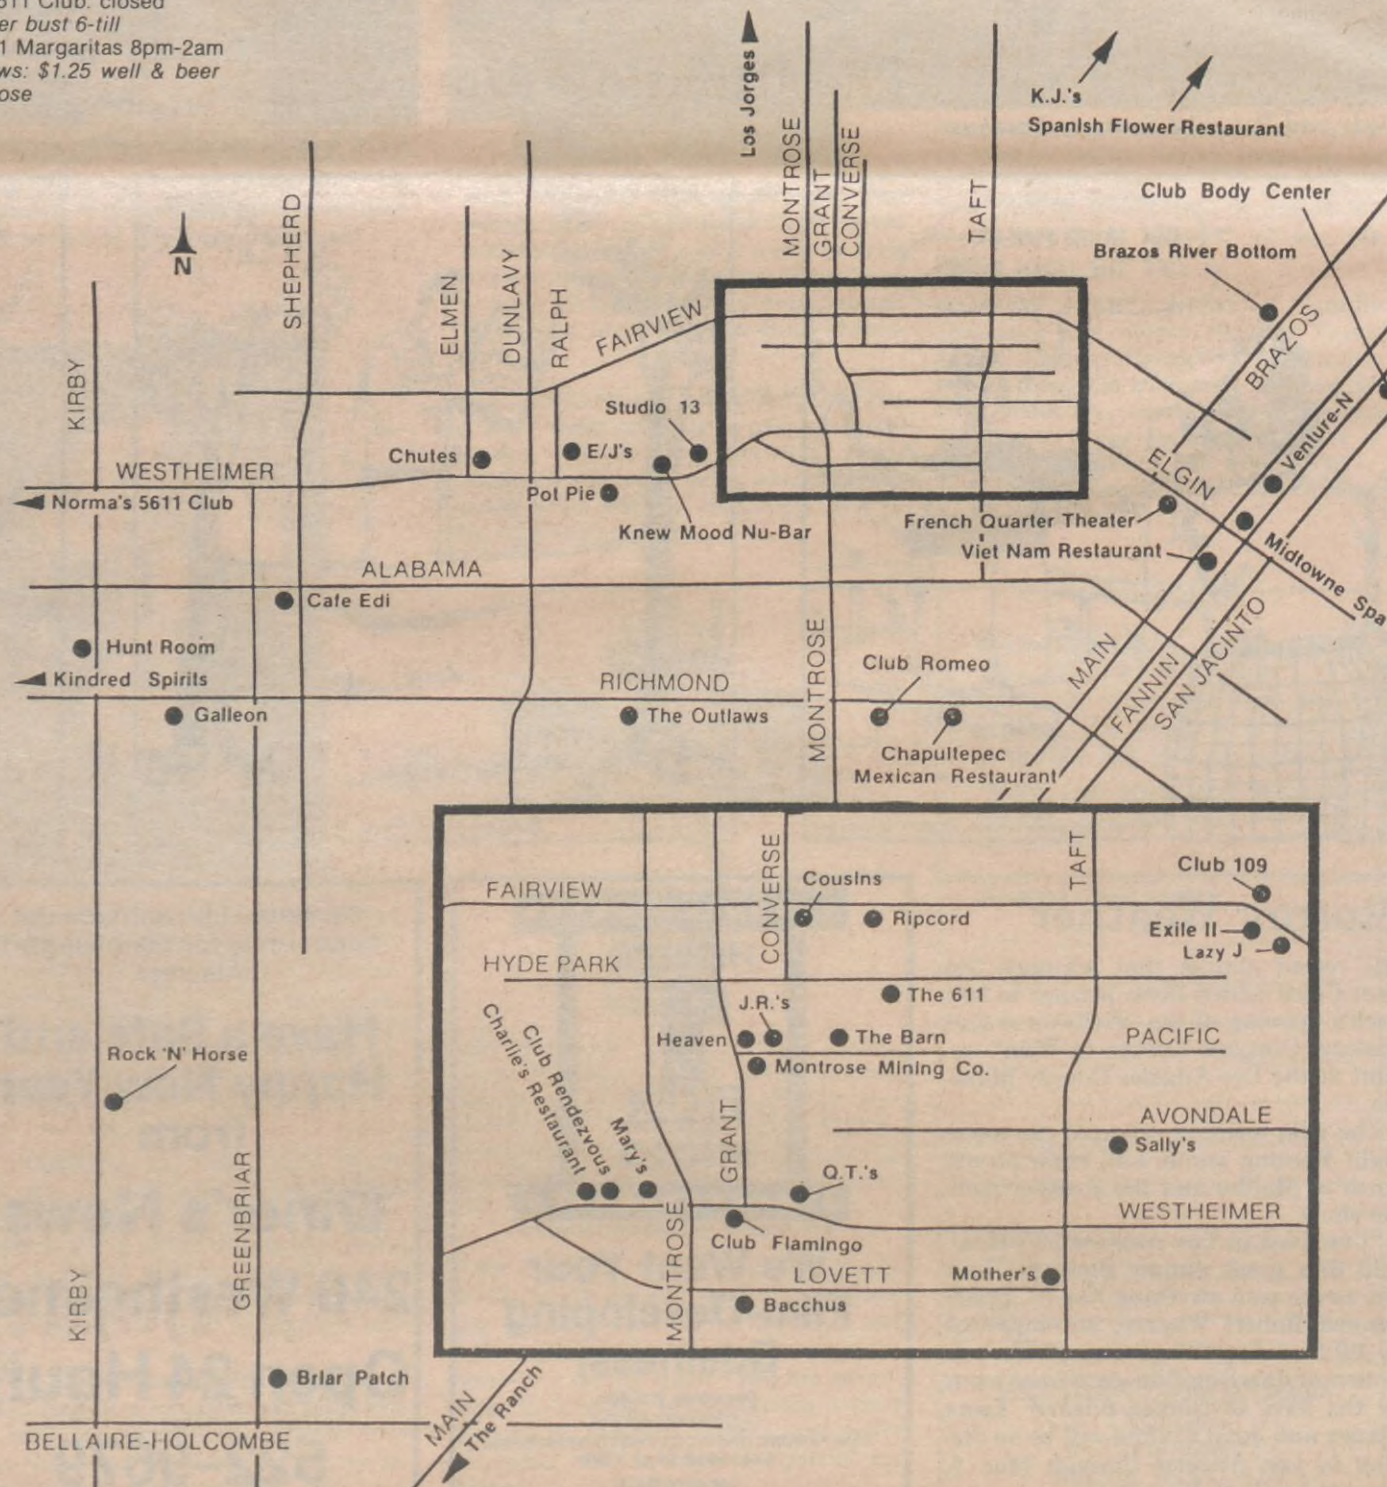 611 Club: closed
er bust 6-till
1 Margaritas 8pm-2am
ws: $1.25 well & beer
ose
Los Jorges
MONTROSE
GRANT
CONVERSE
TAFT
K.J.'s
Spanish Flower Restaurant
Club Body Center
Brazos River Bottom
N
SHEPHERD
ELMEN
DUNLAVY
RALPH
FAIRVIEW
KIRBY
BRAZOS
Studio 13
Chutes
E/J's
Venture-N
WESTHEIMER
ELGIN
Norma's 5611 Club
Pot Pie
Knew Mood Nu-Bar
French Quarter Theater
Viet Nam Restaurant
Midtowne Spa
ALABAMA
Cafe Edi
Hunt Room
Kindred Spirits
RICHMOND
MONTROSE
Club Romeo
MAIN
FANNIN
SAN JACINTO
Galleon
The Outlaws
Chapultepec
Mexican Restaurant
CONVERSE
TAFT
Club 109
FAIRVIEW
Cousins
Ripcord
Exile II
Lazy J
HYDE PARK
The 611
J.R.'s
Heaven
The Barn
PACIFIC
Montrose Mining Co.
Rock 'N' Horse
Charlie's Restaurant
Club Rendezvous
Mary's
GRANT
AVONDALE
Sally's
Q.T.'s
WESTHEIMER
GREENBRIAR
MONTROSE
Club Flamingo
LOVETT
Mother's
Bacchus
KIRBY
Briar Patch
MAIN
The Ranch
BELLAIRE-HOLCOMBE